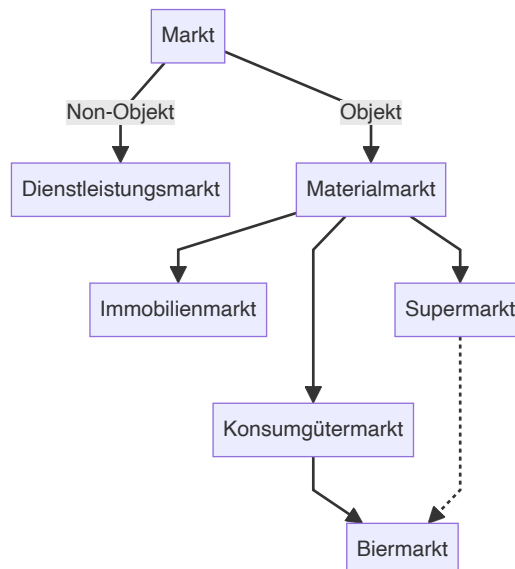 Markt
Non-Objekt
Objekt
Dienstleistungsmarkt
Materialmarkt
Immobilienmarkt
Supermarkt
Konsumgütermarkt
Biermarkt